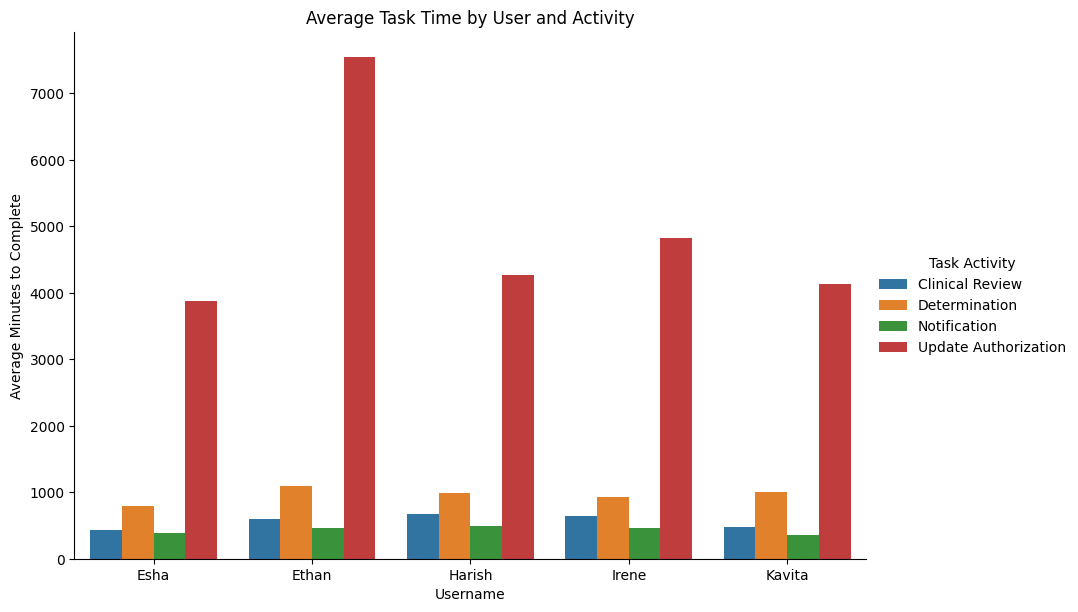 Average Task Time by User and Activity
Average Minutes to Complete
7000
6000
5000
4000
3000
2000
1000
0
Esha
Ethan
Harish
Irene
Kavita
Username
Task Activity
Clinical Review
Determination
Notification
Update Authorization